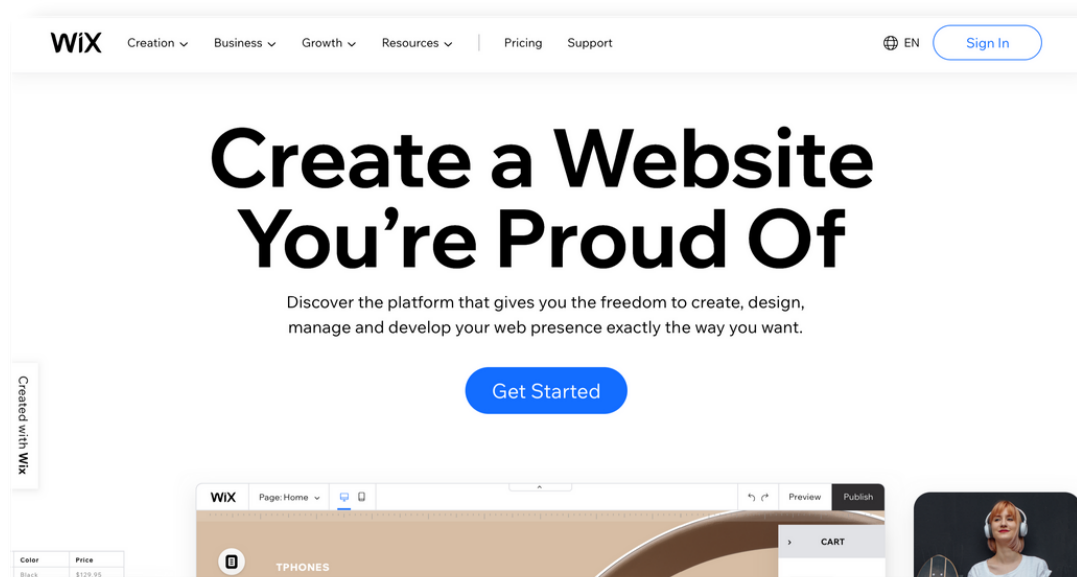 WiX
Creation
Business
Growth
Resources
Pricing
Support
EN
Sign In
Create a Website
You’re Proud Of
Discover the platform that gives you the freedom to create, design,
manage and develop your web presence exactly the way you want.
Get Started
Created with Wix
WiX
Page: Home
Preview
Publish
CART
TPHONES
Color Price
Black $129.95